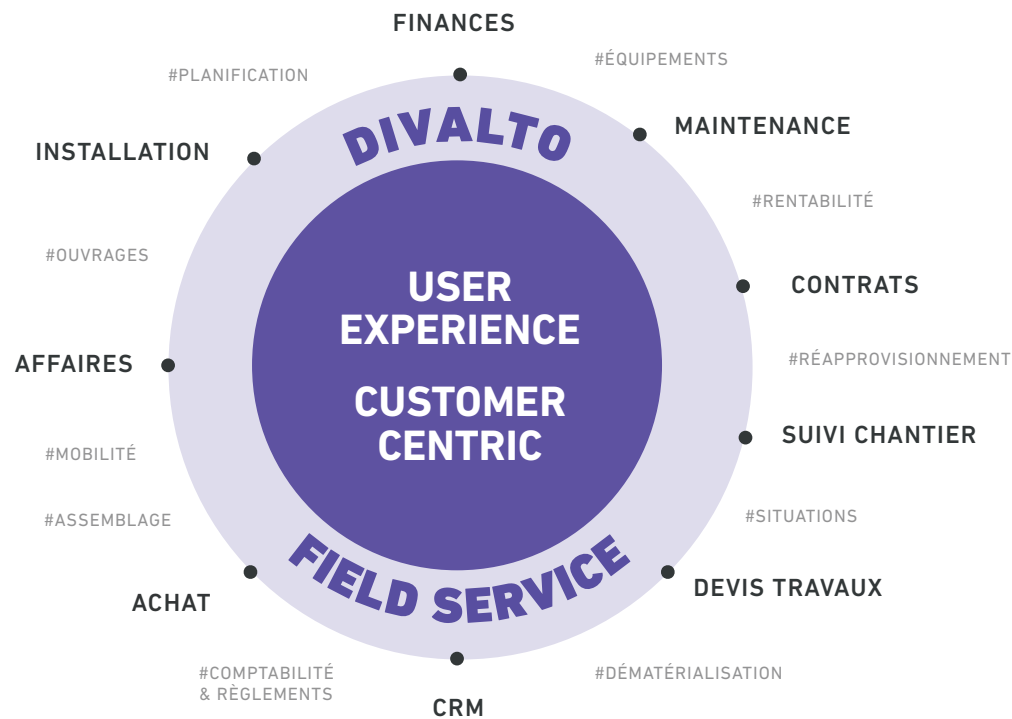 FINANCES
#ÉQUIPEMENTS
#PLANIFICATION
DIVALTO
MAINTENANCE
INSTALLATION
#RENTABILITÉ
#OUVRAGES
USER
EXPERIENCE
CONTRATS
#RÉAPPROVISIONNEMENT
AFFAIRES
CUSTOMER
CENTRIC
SUIVI CHANTIER
#MOBILITÉ
#ASSEMBLAGE
#SITUATIONS
FIELD SERVICE
DEVIS TRAVAUX
ACHAT
#COMPTABILITÉ
& RÈGLEMENTS
#DÉMATÉRIALISATION
CRM